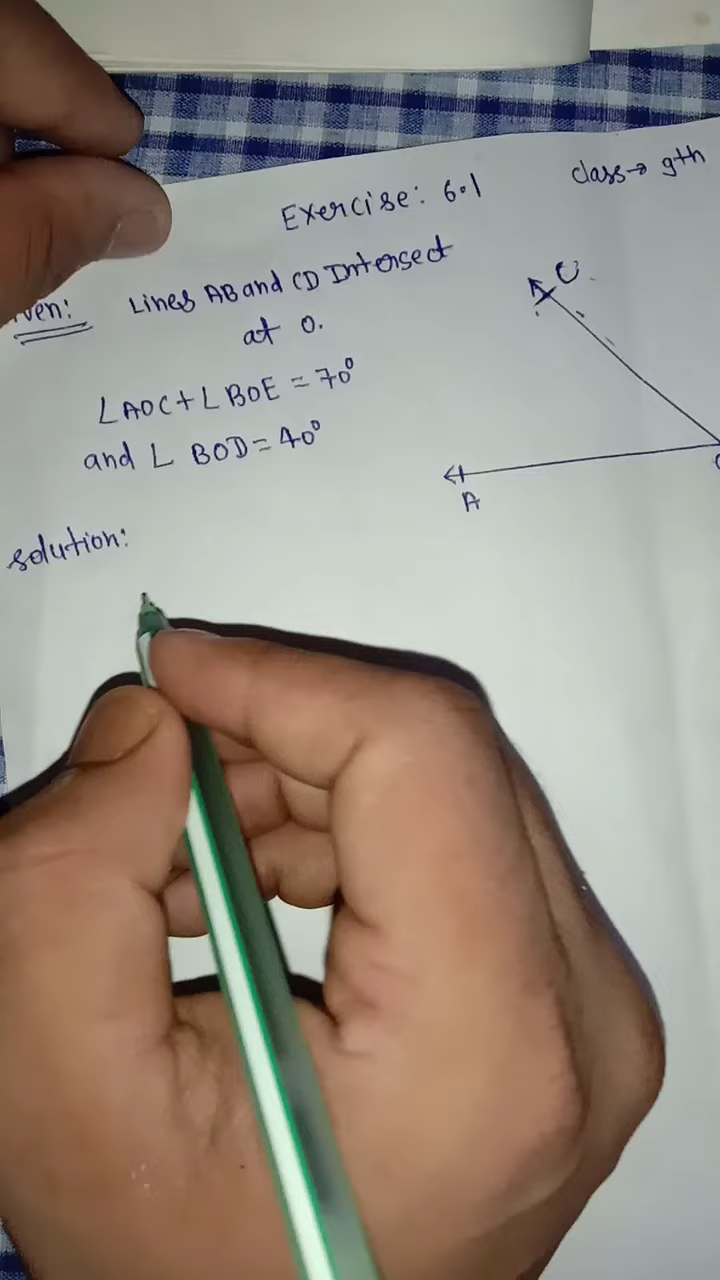 Exercise: 6.1
class→ 9th
ven: Lines AB and CD Intersect
at O.
∠AOC+∠BOE = 70°
and ∠ BOD = 40°
solution:
C
A